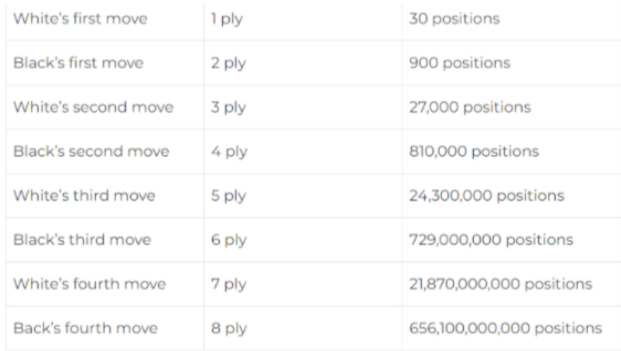 White's first move 1 ply 30 positions
Black's first move 2 ply 900 positions
White's second move 3 ply 27,000 positions
Black's second move 4 ply 810,000 positions
White's third move 5 ply 24,300,000 positions
Black's third move 6 ply 729,000,000 positions
White's fourth move 7 ply 21,870,000,000 positions
Back's fourth move 8 ply 656,100,000,000 positions